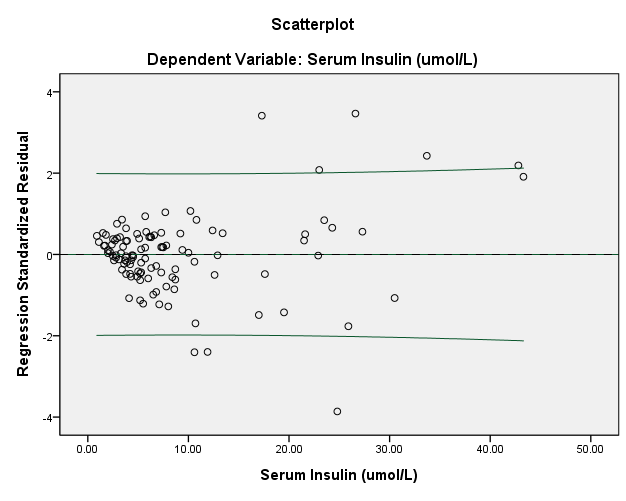 Scatterplot
Dependent Variable: Serum Insulin (umol/L)
Regression Standardized Residual
4
2
0
-2
-4
0.00 10.00 20.00 30.00 40.00 50.00
Serum Insulin (umol/L)